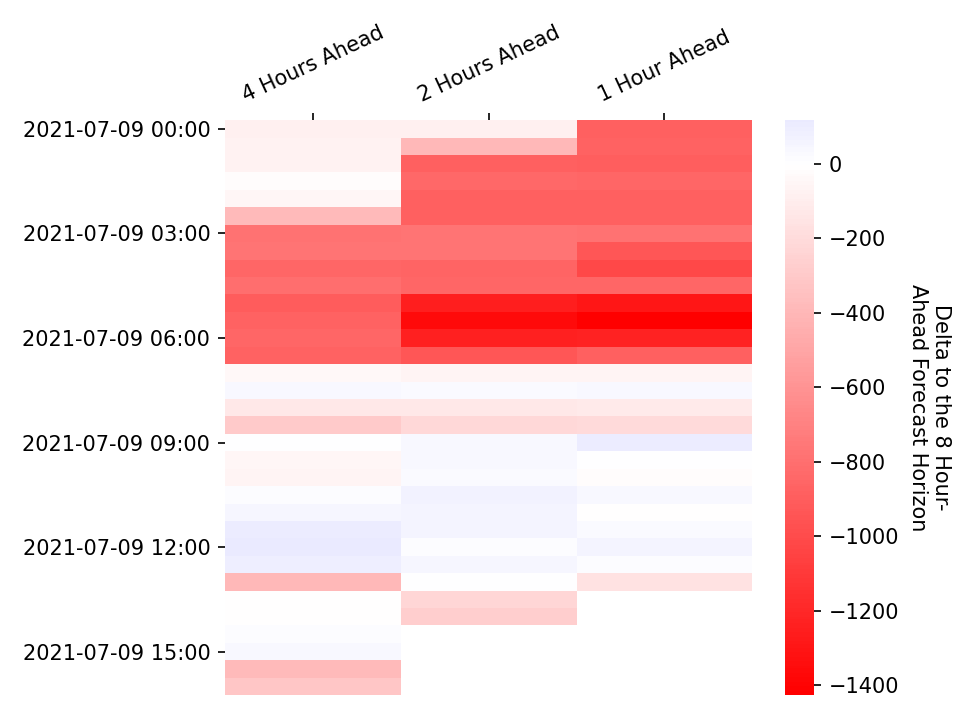 4 Hours Ahead
2 Hours Ahead
1 Hour Ahead
2021-07-09 00:00
2021-07-09 03:00
2021-07-09 06:00
2021-07-09 09:00
2021-07-09 12:00
2021-07-09 15:00
0
−200
−400
−600
−800
−1000
−1200
−1400
Delta to the 8 Hour-
Ahead Forecast Horizon